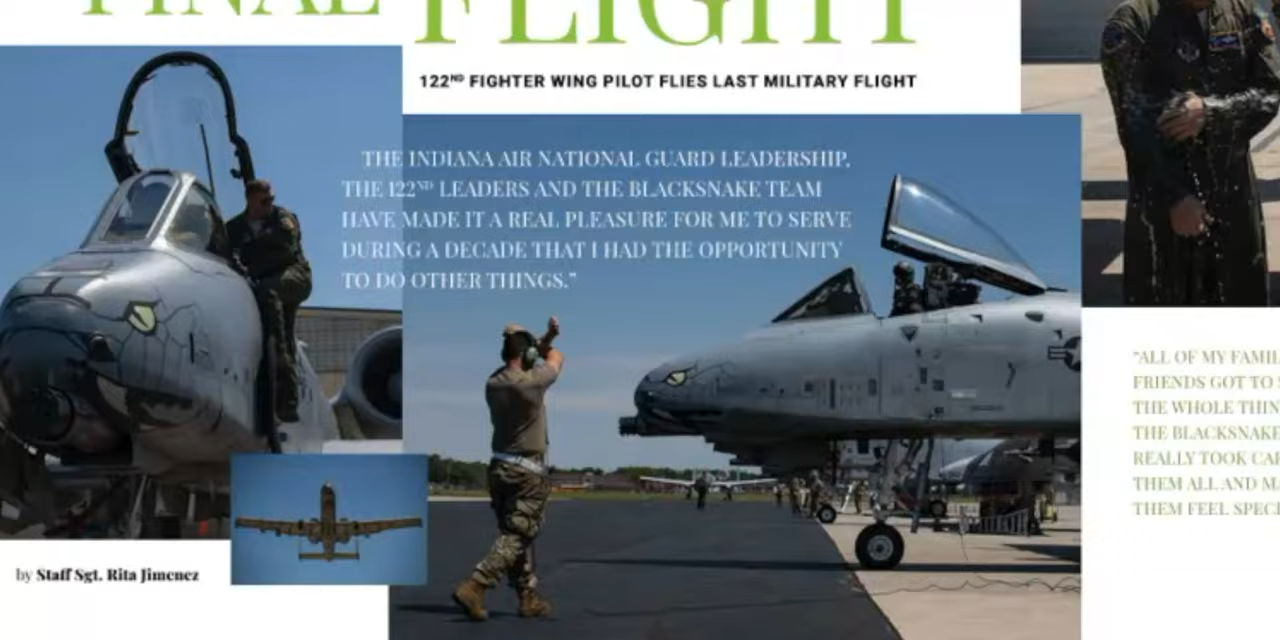 FINAL FLIGHT
122ND FIGHTER WING PILOT FLIES LAST MILITARY FLIGHT
THE INDIANA AIR NATIONAL GUARD LEADERSHIP,
THE 122ND LEADERS AND THE BLACKSNAKE TEAM
HAVE MADE IT A REAL PLEASURE FOR ME TO SERVE
DURING A DECADE THAT I HAD THE OPPORTUNITY
TO DO OTHER THINGS.”
by Staff Sgt. Rita Jimenez
“ALL OF MY
FRIENDS GOT TO
THE WHOLE
THE BLACKSNAKE
REALLY TOOK
THEM ALL AND
THEM FEEL